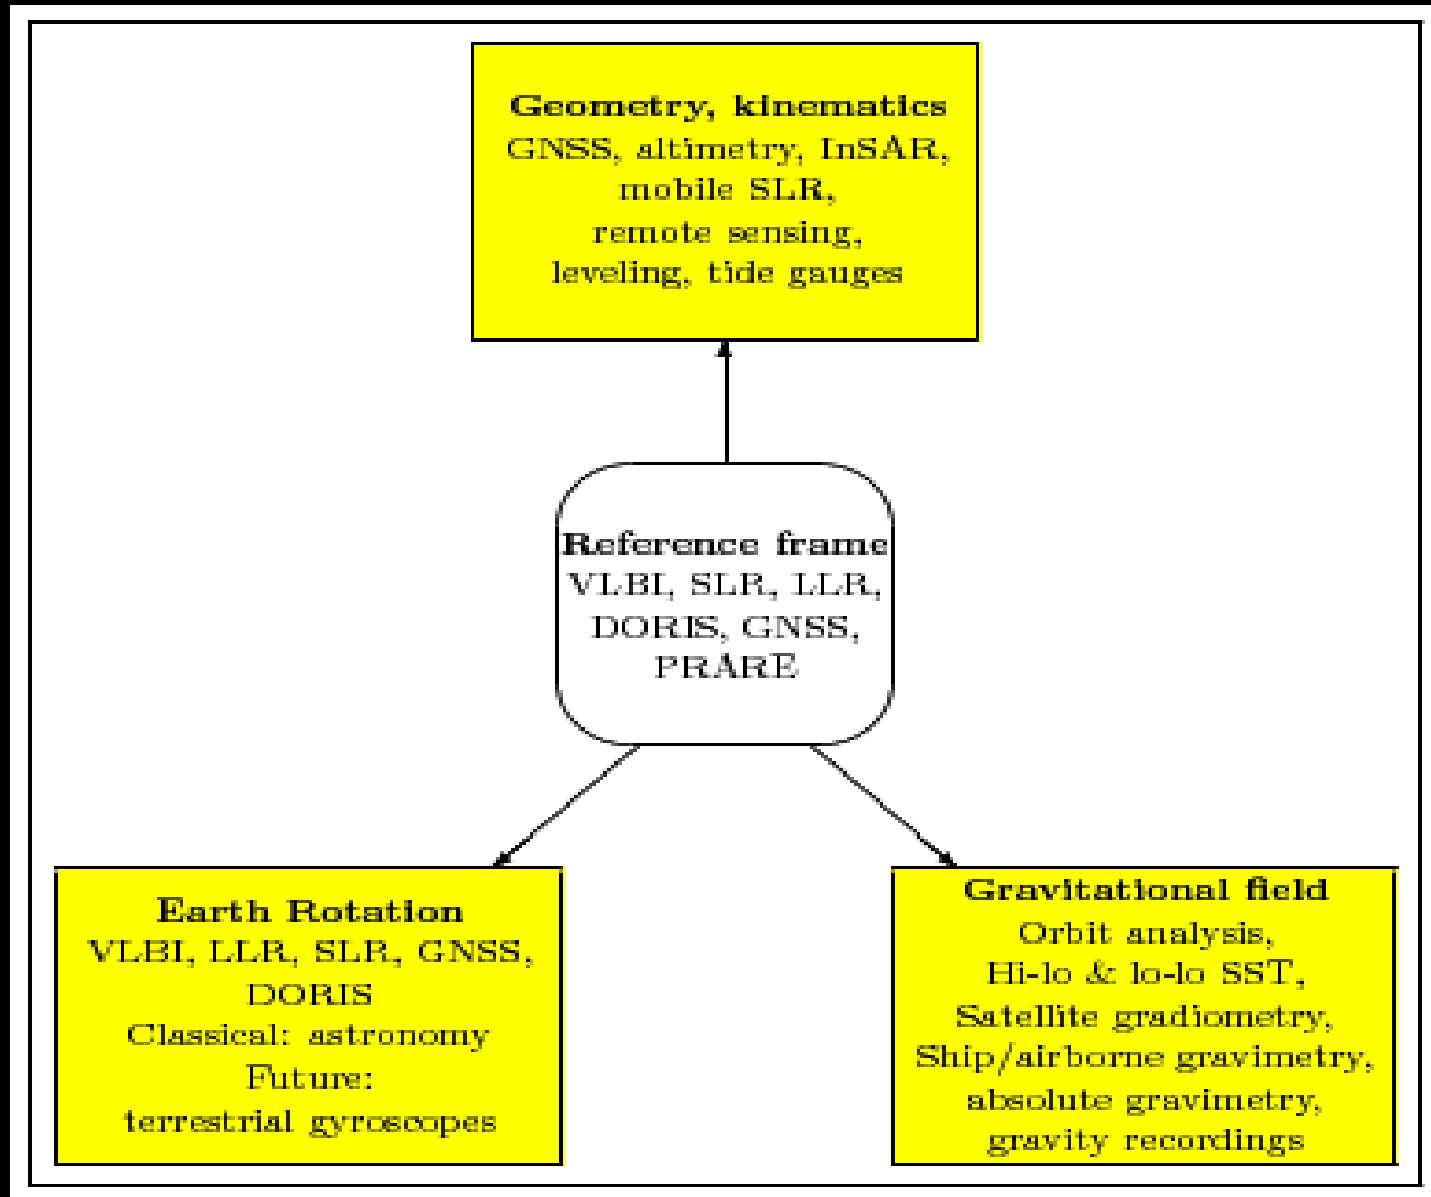 Geometry, kinematics
GNSS, altimetry, InSAR,
mobile SLR,
remote sensing,
leveling, tide gauges
Reference frame
VLBI, SLR, LLR,
DORIS, GNSS,
PRARE
Earth Rotation
VLBI, LLR, SLR, GNSS,
DORIS
Classical: astronomy
Future:
terrestrial gyroscopes
Gravitational field
Orbit analysis,
Hi-lo & lo-lo SST,
Satellite gradiometry,
Ship/airborne gravimetry,
absolute gravimetry,
gravity recordings